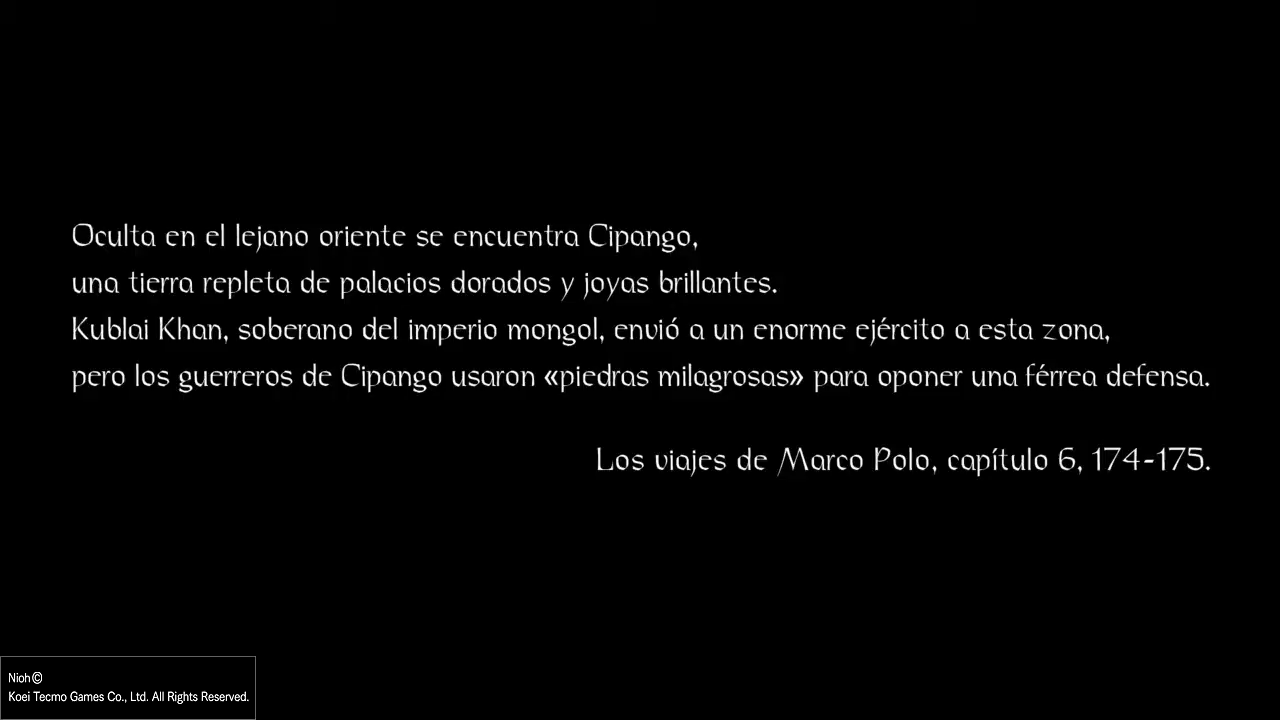 Oculta en el lejano oriente se encuentra Cipango,
una tierra repleta de palacios dorados y joyas brillantes.
Kublai Khan, soberano del imperio mongol, envió a un enorme ejército a esta zona,
pero los guerreros de Cipango usaron «piedras milagrosas» para oponer una férrea defensa.
Los viajes de Marco Polo, capítulo 6, 174-175.
Nioh©
Koei Tecmo Games Co., Ltd. All Rights Reserved.